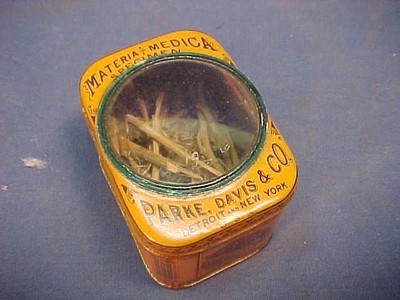 MATERIA MEDICA
SPECIMEN
PARKE, DAVIS & CO.
DETROIT AND NEW YORK